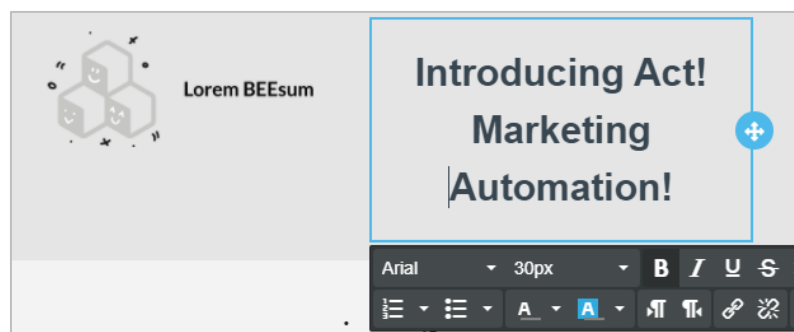 Lorem BEEsum
Introducing Act!
Marketing
Automation!
Arial 30px B I U S
A A